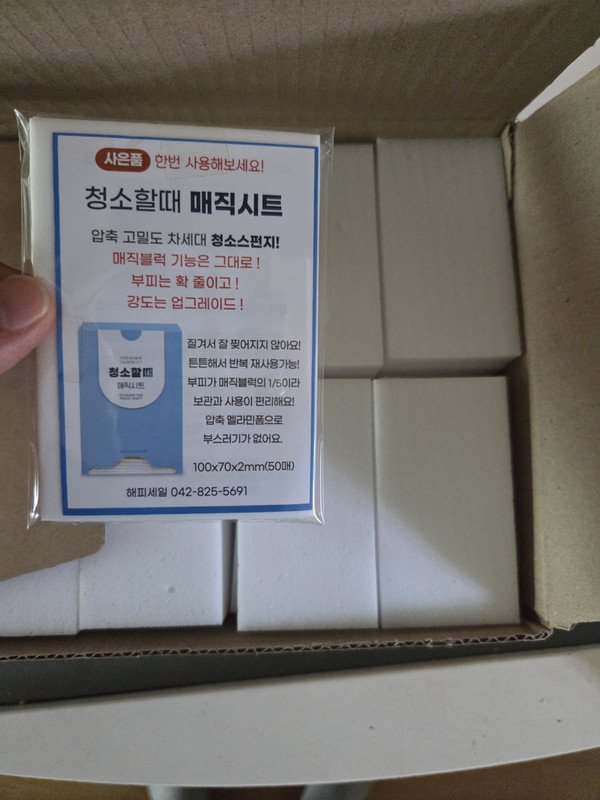 사은품 한번 사용해보세요!
청소할때 매직시트
압축 고밀도 차세대 청소스펀지!
매직블럭 기능은 그대로 !
부피는 확 줄이고 !
강도는 업그레이드 !
청소할때
매직시트
질겨서 잘 찢어지지 않아요!
튼튼해서 반복 재사용가능!
부피가 매직블럭의 1/5이라
보관과 사용이 편리해요!
압축 멜라민폼으로
부스러기가 없어요.
100x70x2mm(50매)
해피세일 042-825-5691